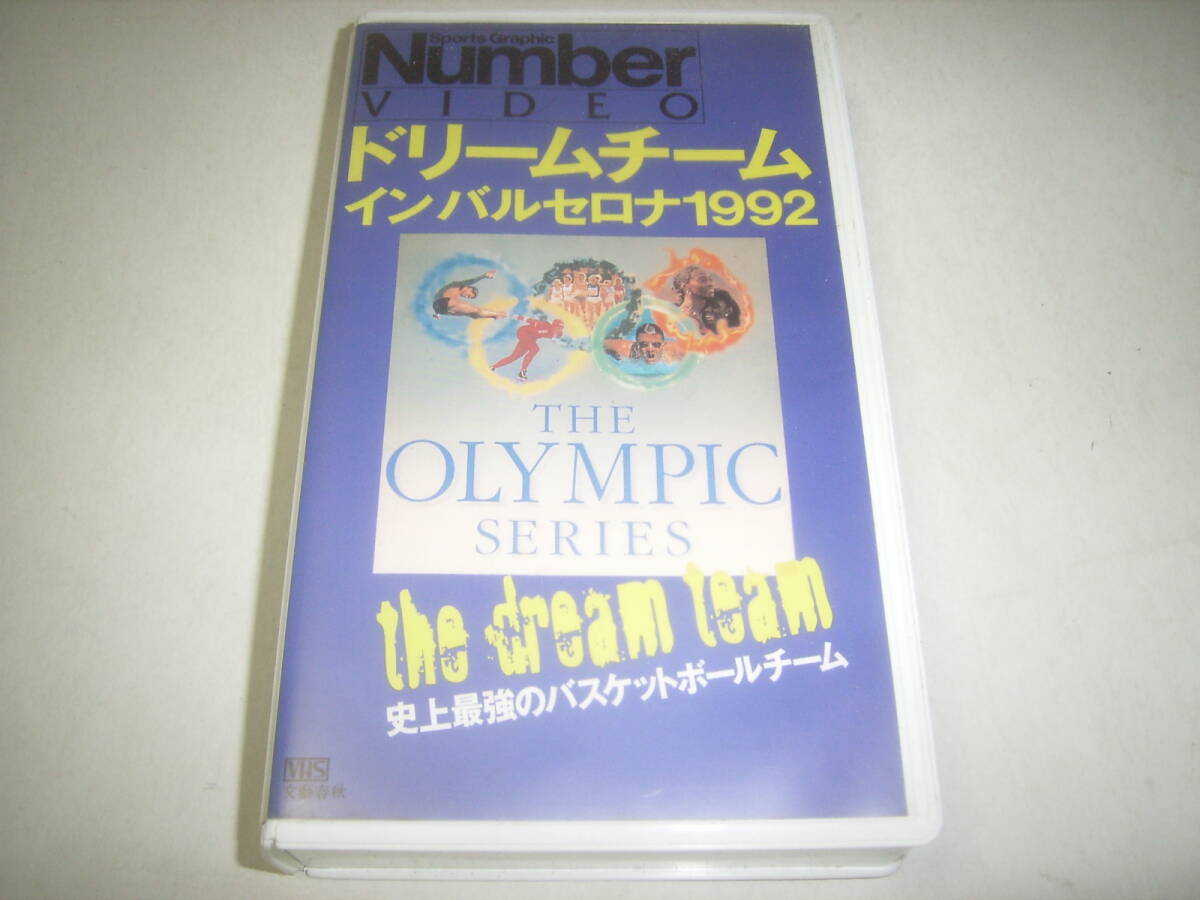 Sports Graphic
Number
VIDEO
ドリームチーム
インバルセロナ1992
THE
OLYMPIC
SERIES
the dream team
史上最強のバスケットボールチーム
VHS
文藝春秋